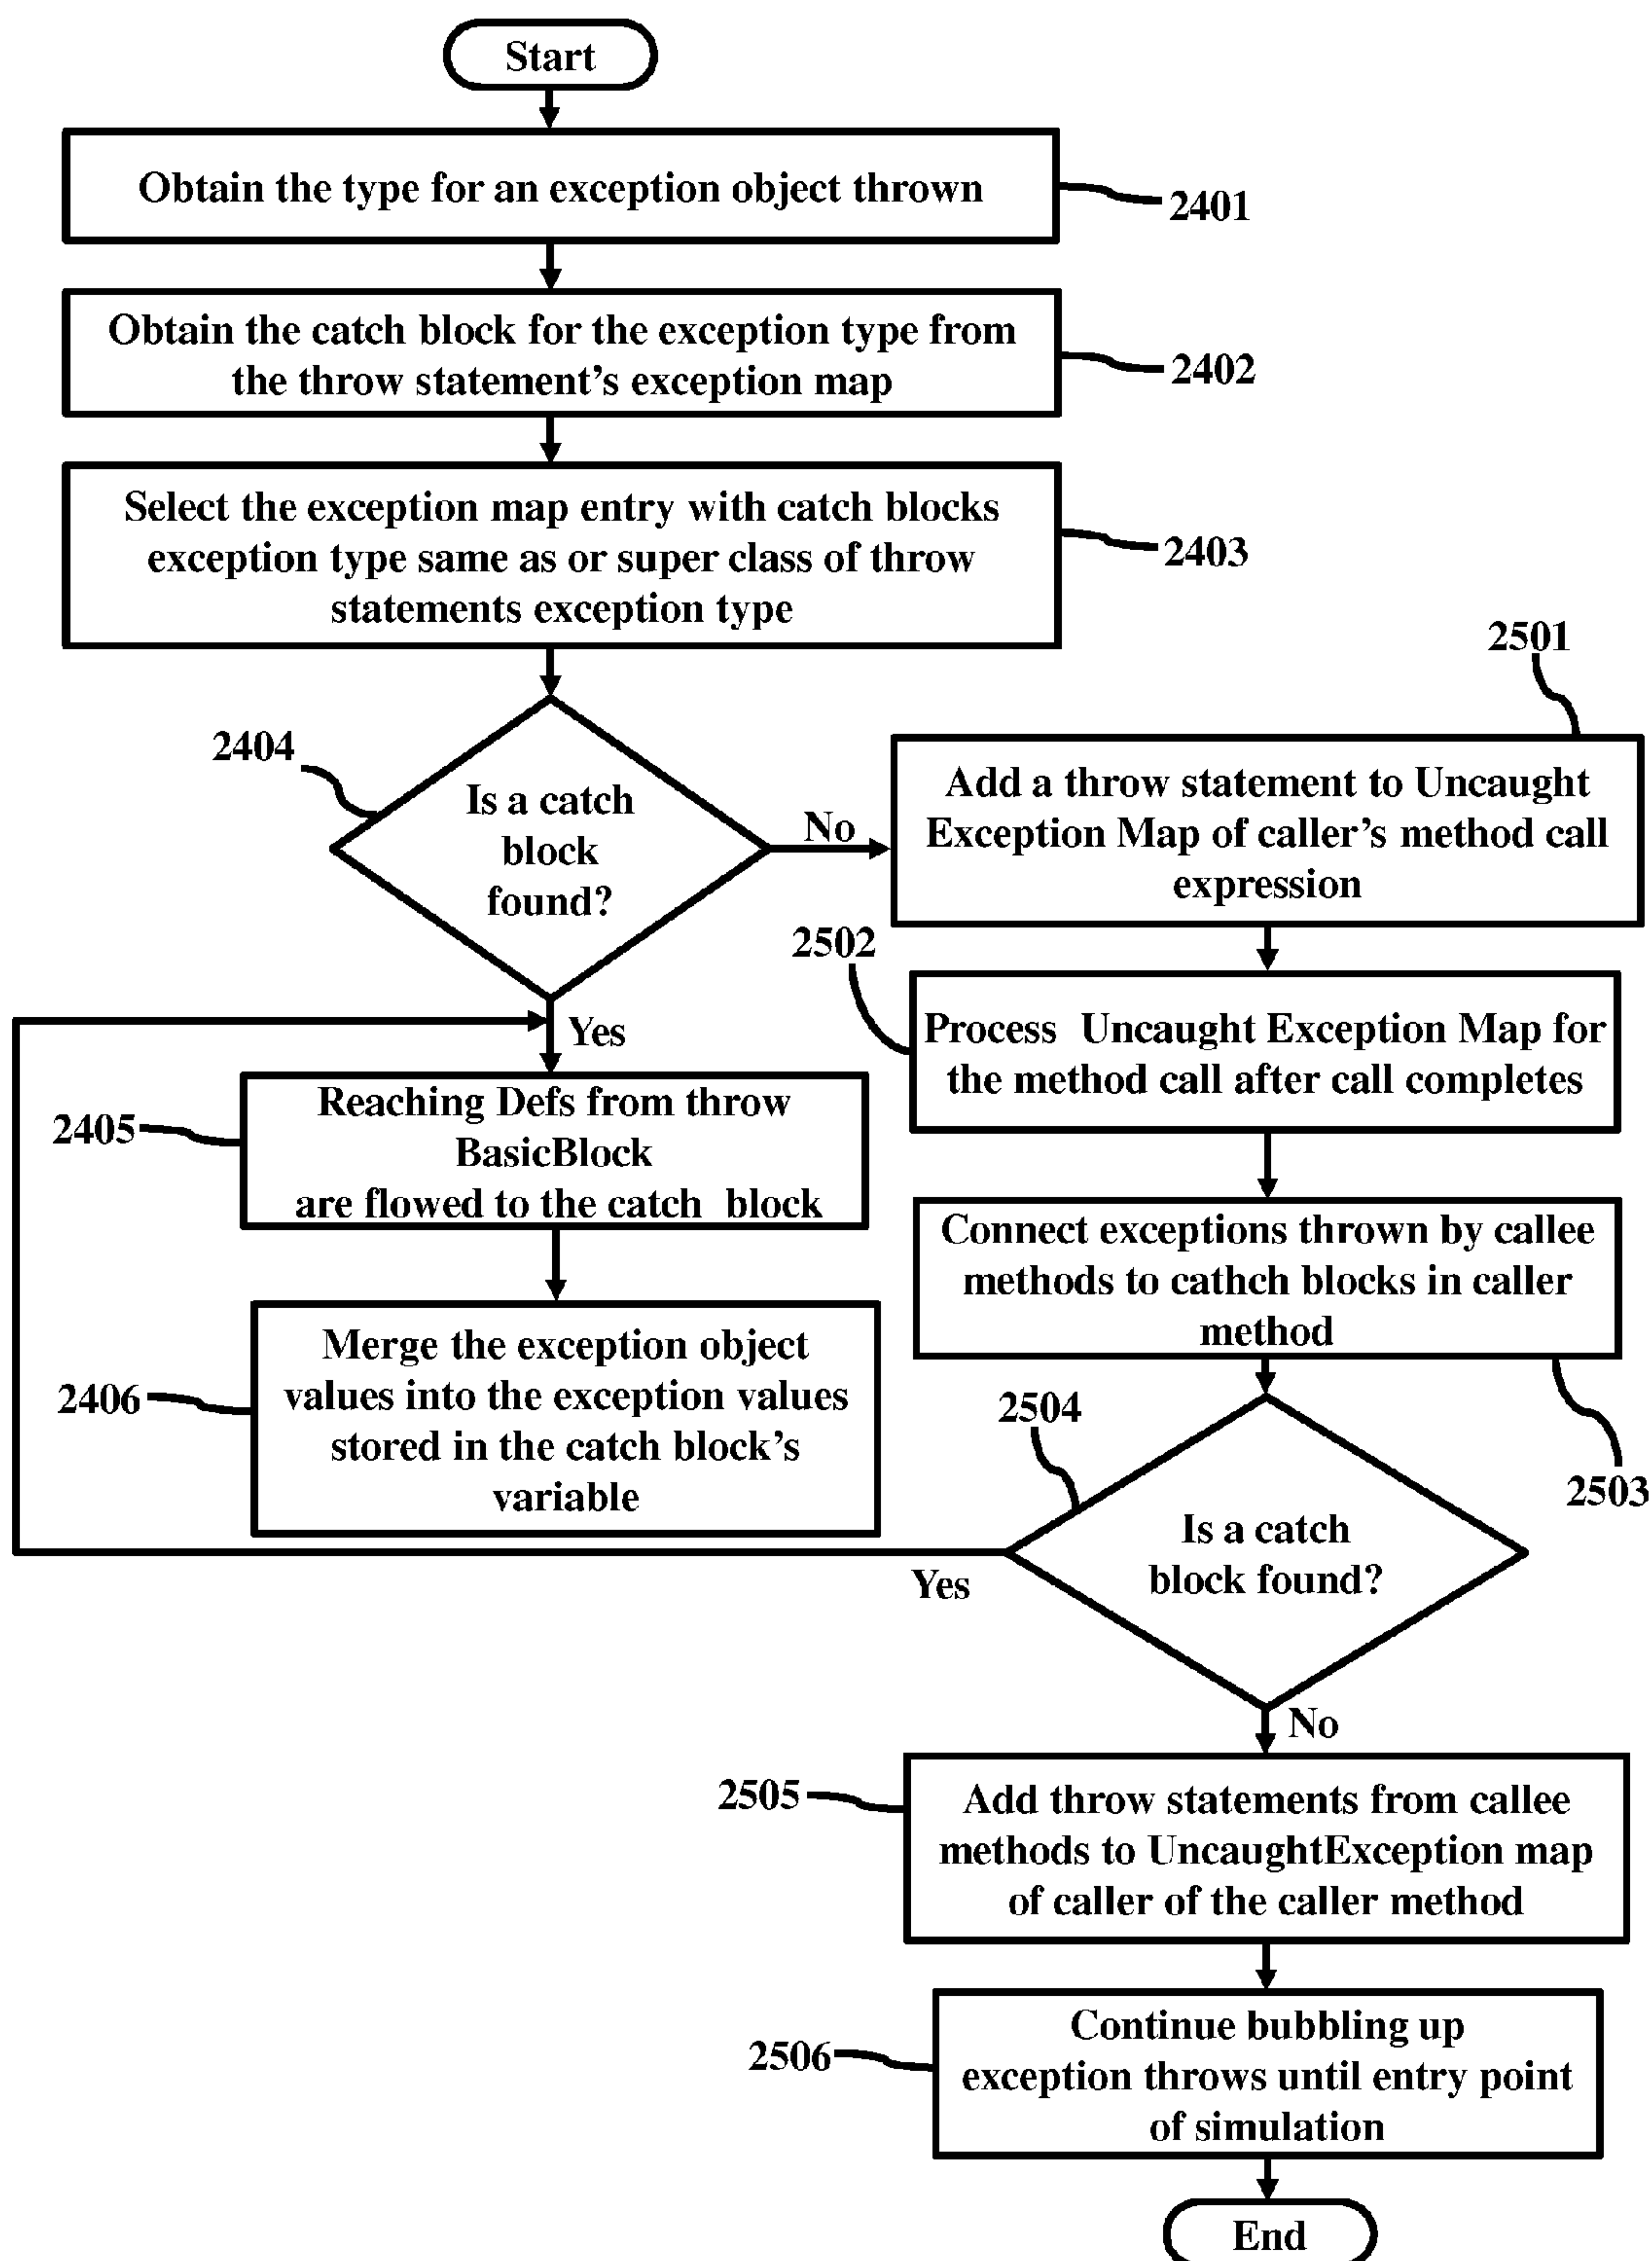 Start
Obtain the type for an exception object thrown
2401
Obtain the catch block for the exception type from
the throw statement's exception map
2402
Select the exception map entry with catch blocks
exception type same as or super class of throw
statements exception type
2403
2404
Is a catch
block
found?
No
Yes
2501
Add a throw statement to Uncaught
Exception Map of caller's method call
expression
2502
Process Uncaught Exception Map for
the method call after call completes
2405
Reaching Defs from throw
BasicBlock
are flowed to the catch block
2406
Merge the exception object
values into the exception values
stored in the catch block's
variable
Connect exceptions thrown by callee
methods to cathch blocks in caller
method
2503
2504
Is a catch
block found?
Yes
No
2505
Add throw statements from callee
methods to UncaughtException map
of caller of the caller method
2506
Continue bubbling up
exception throws until entry point
of simulation
End